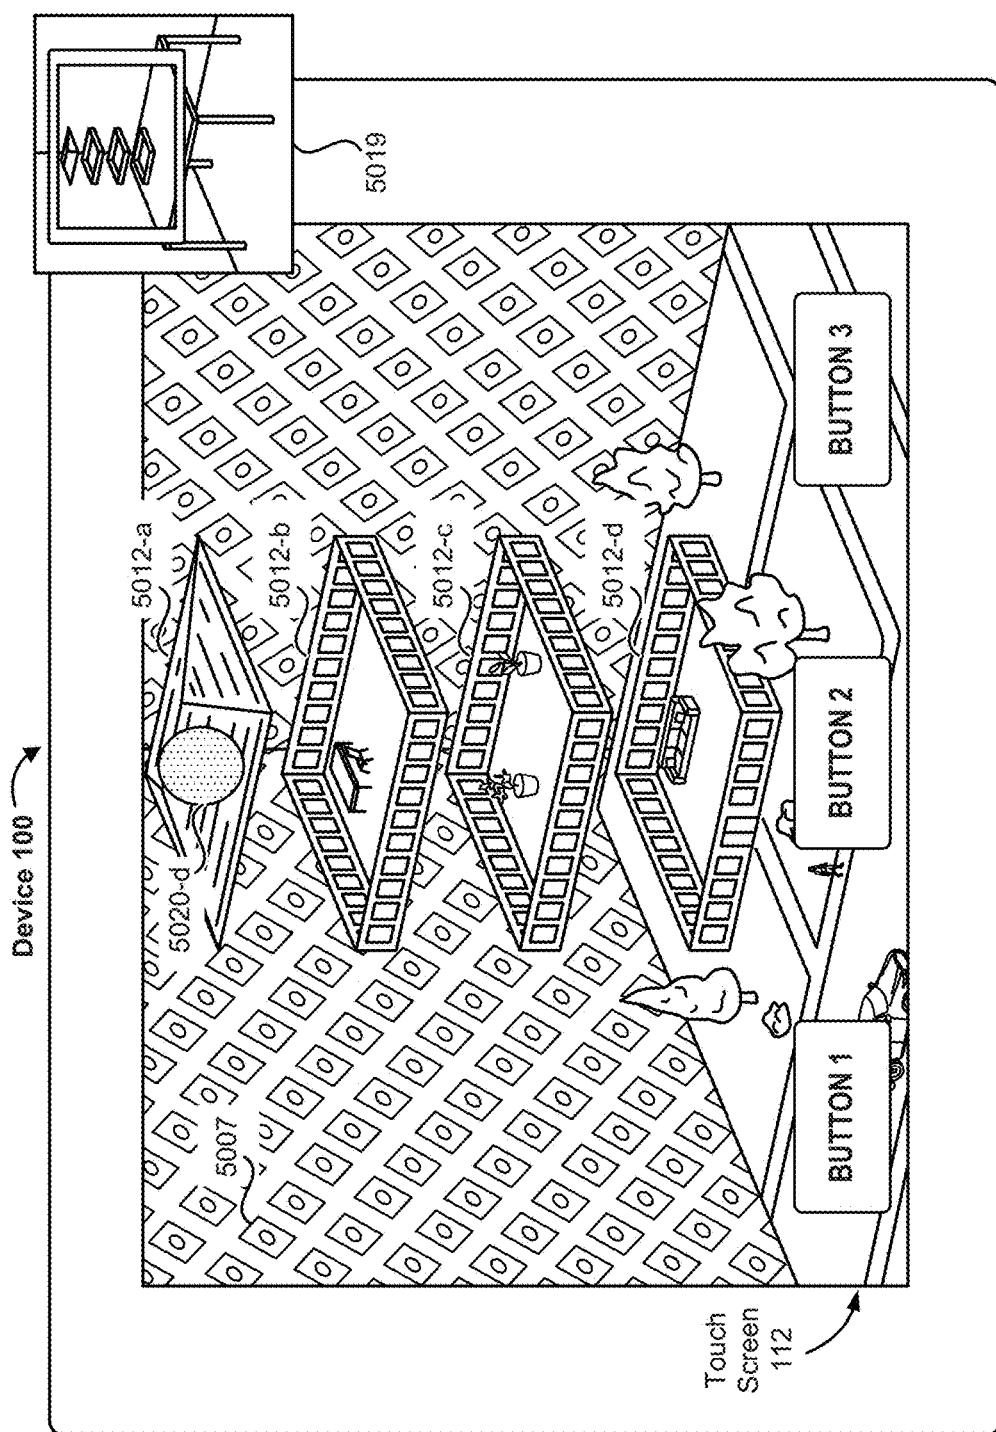 Device 100
5019
5012-a
5020-d
5012-b
5012-c
5007
5012-d
BUTTON 1
BUTTON 2
BUTTON 3
Touch
Screen
112